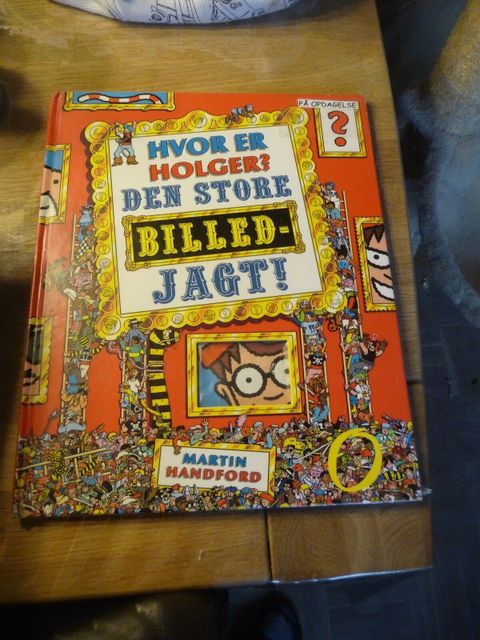 PÅ OPDAGELSE
?
HVOR ER
HOLGER?
DEN STORE
BILLED-
JAGT!
MARTIN
HANDFORD
O